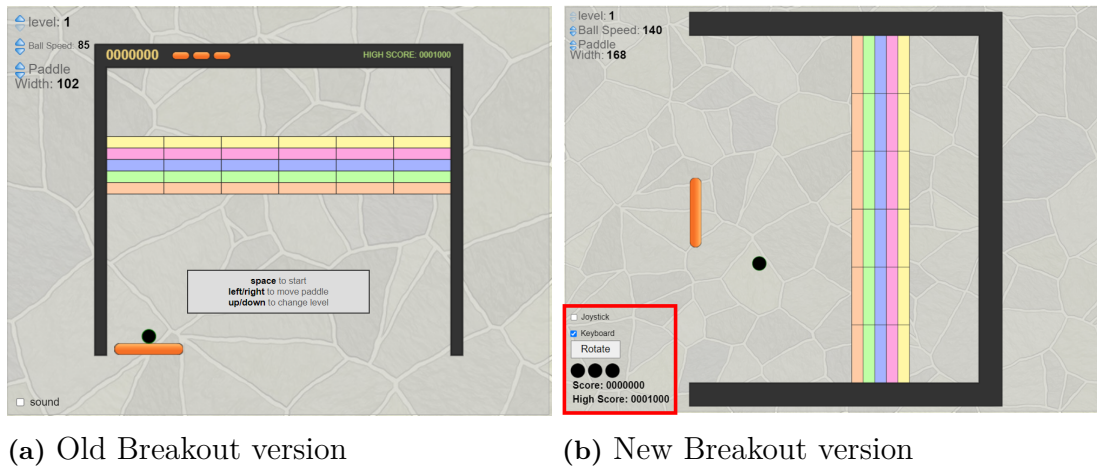 level: 1
Ball Speed: 85
Paddle
Width: 102
0000000
HIGH SCORE: 0001000
space to start
left/right to move paddle
up/down to change level
sound
(a) Old Breakout version
level: 1
Ball Speed: 140
Paddle
Width: 168
Joystick
Keyboard
Rotate
Score: 0000000
High Score: 0001000
(b) New Breakout version